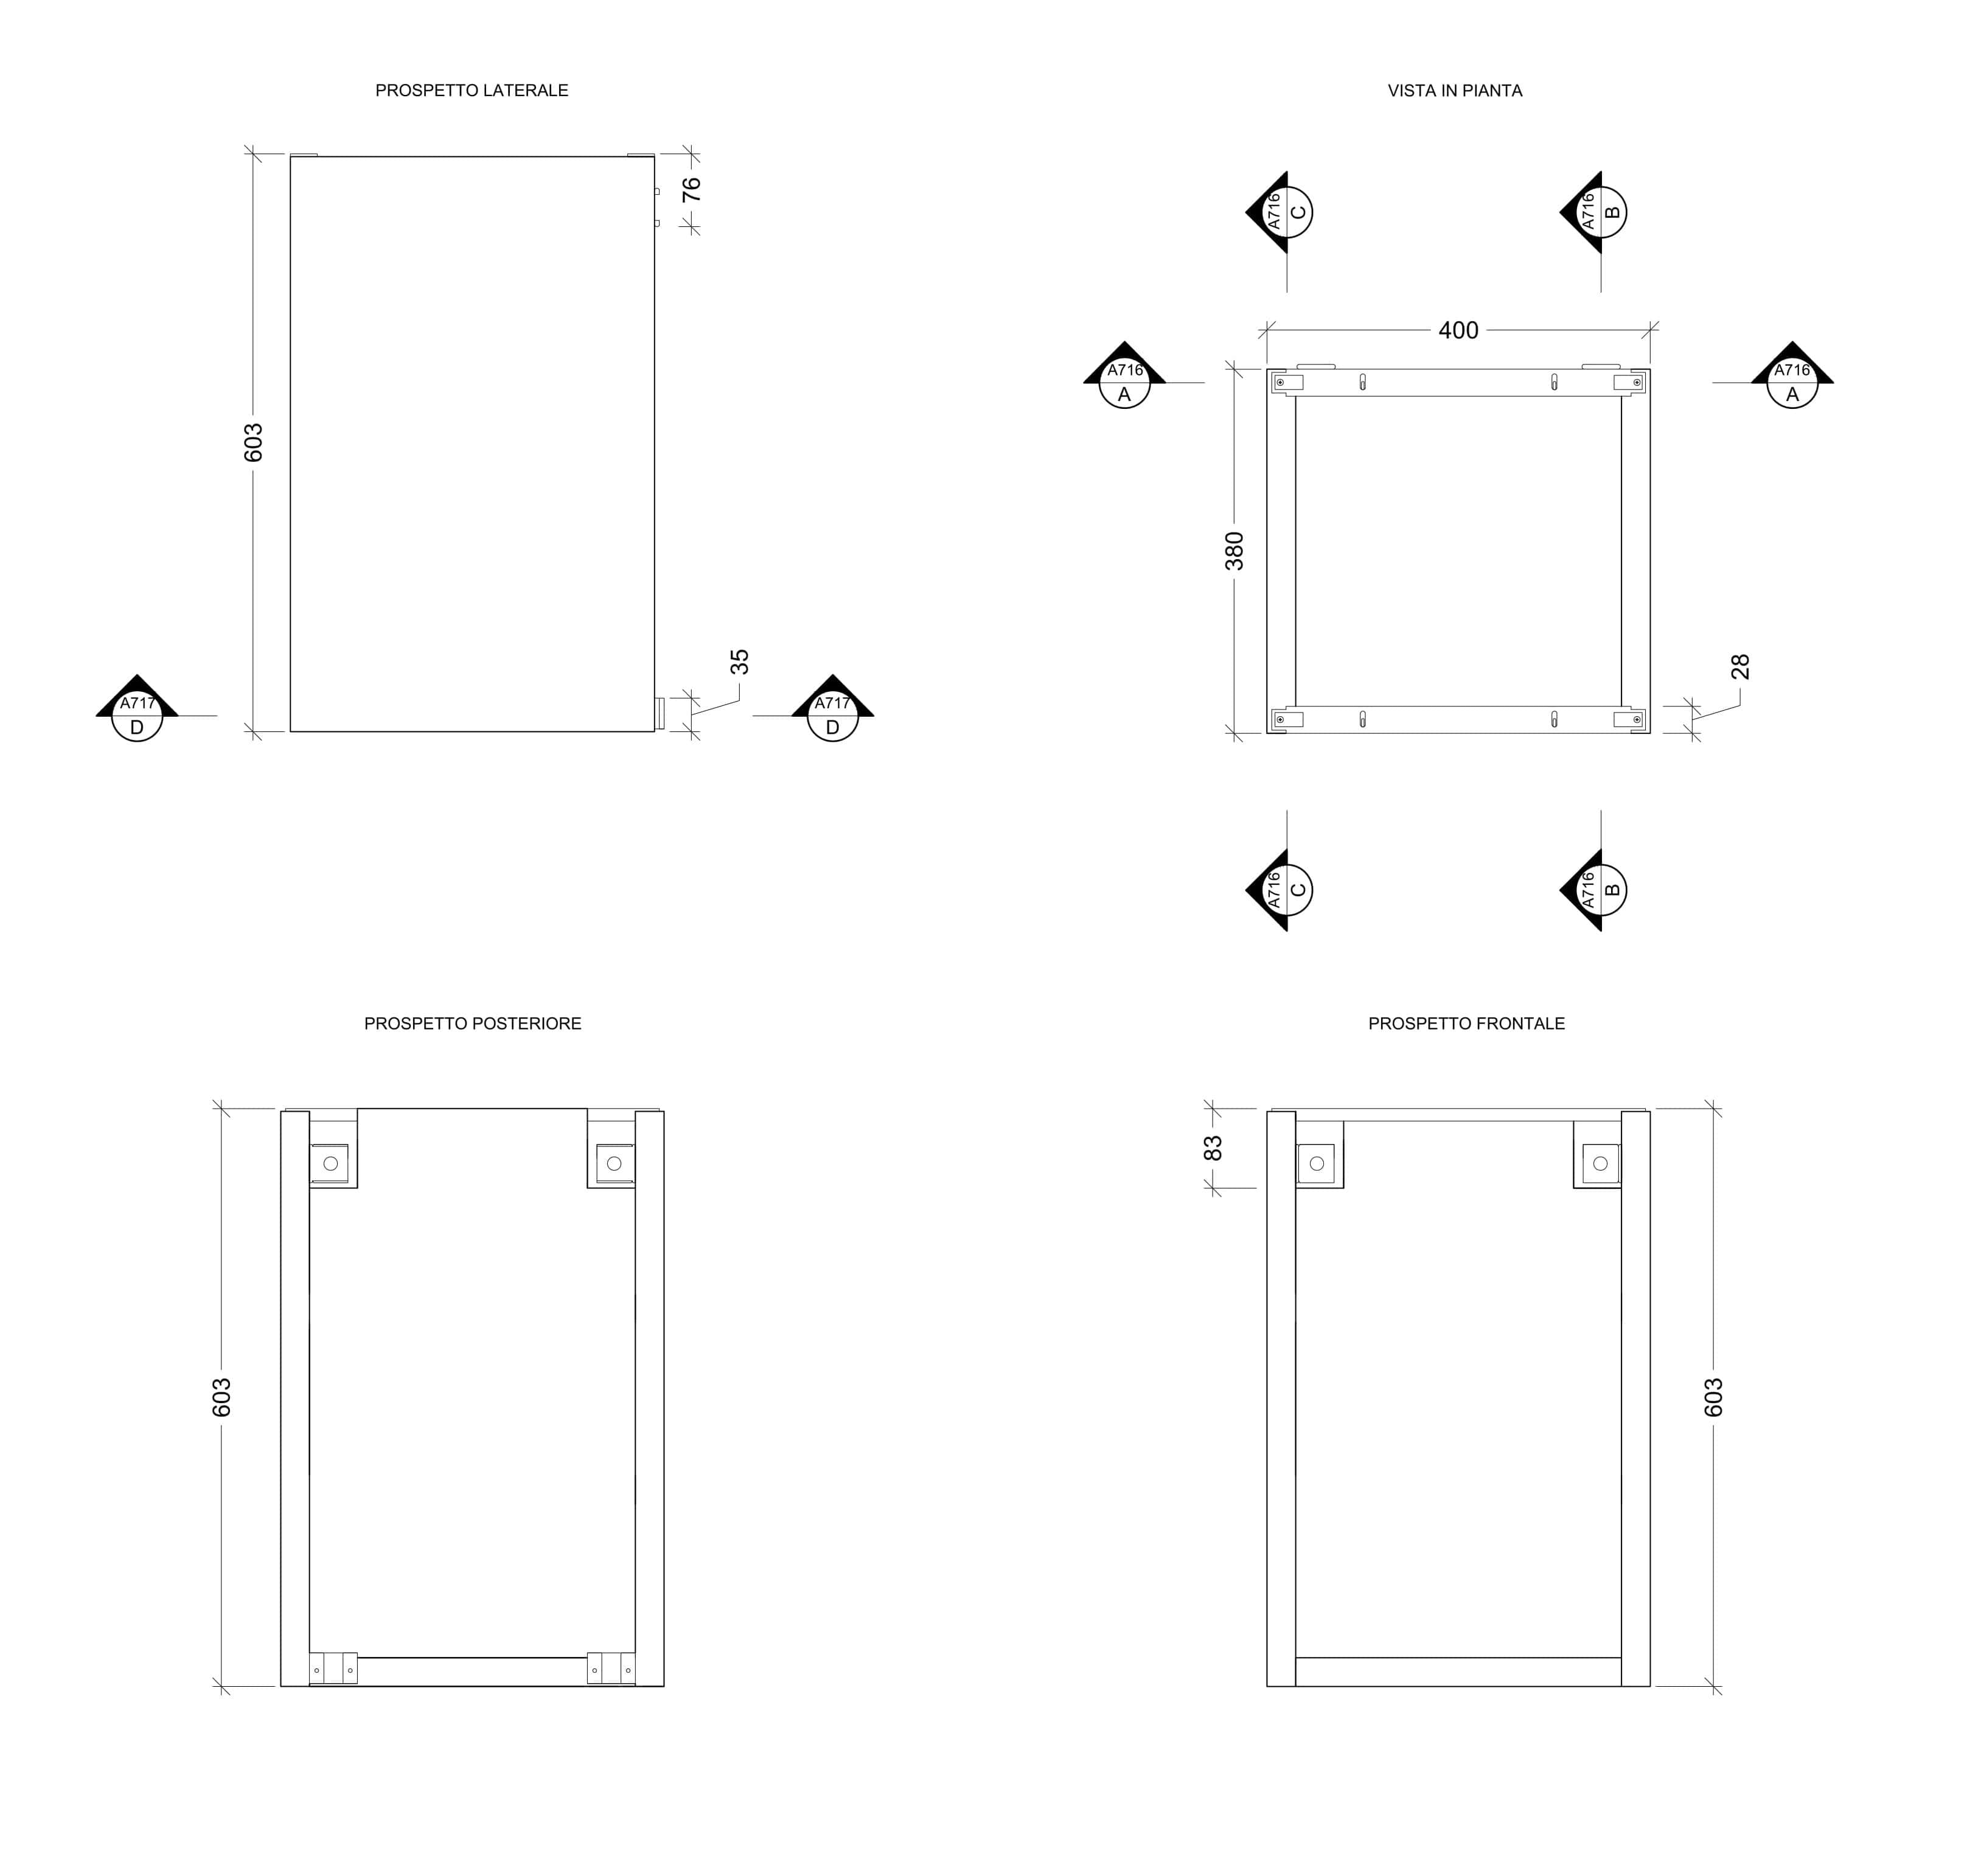 PROSPETTO LATERALE
VISTA IN PIANTA
603
76
35
A717
D
A717
D
A716
C
A716
B
400
A716
A
A716
A
380
28
A716
C
A716
B
PROSPETTO POSTERIORE
PROSPETTO FRONTALE
603
83
603